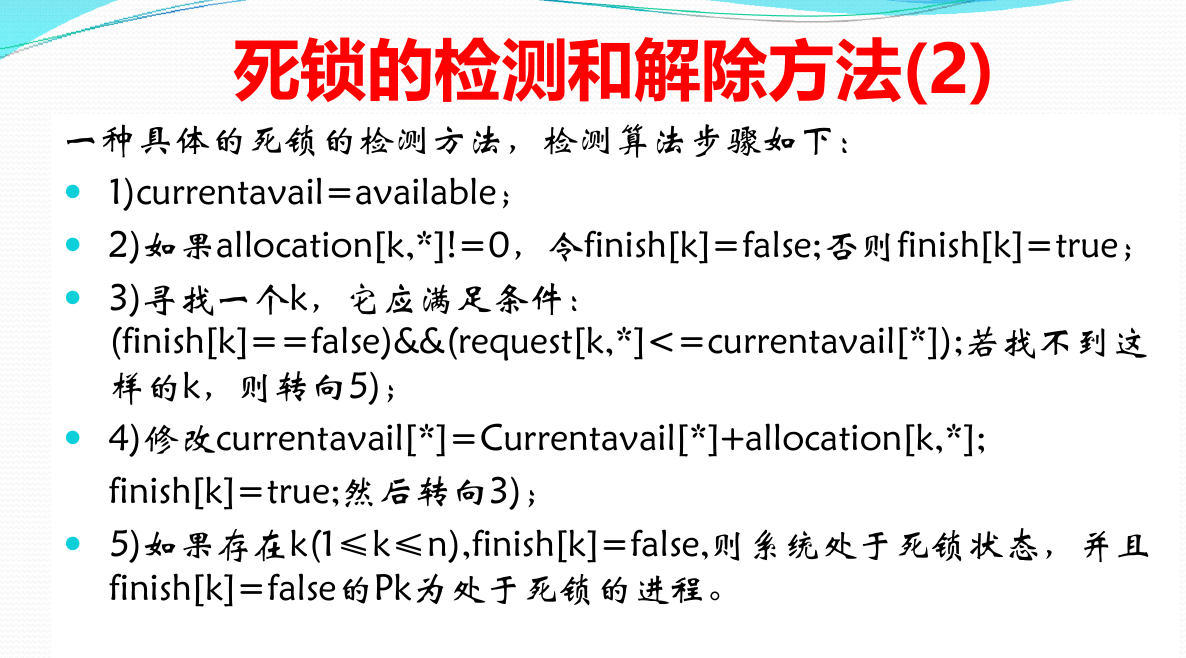 死锁的检测和解除方法(2)
一种具体的死锁的检测方法，检测算法步骤如下：
• 1)currentavail=available；
• 2)如果allocation[k,*]!=0，令finish[k]=false;否则finish[k]=true；
• 3)寻找一个k，它应满足条件：
(finish[k]==false)&&(request[k,*]<=currentavail[*]);若找不到这
样的k，则转向5)；
• 4)修改currentavail[*]=Currentavail[*]+allocation[k,*];
finish[k]=true;然后转向3)；
• 5)如果存在k(1≤k≤n),finish[k]=false,则系统处于死锁状态，并且
finish[k]=false的Pk为处于死锁的进程。